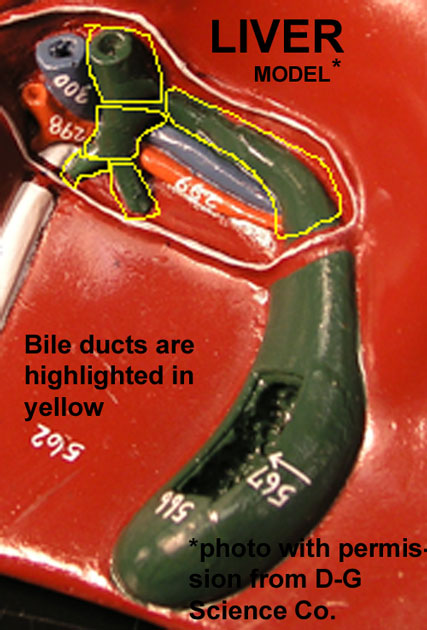 LIVER
MODEL*
300
298
299
Bile ducts are
highlighted in
yellow
562
567
566
*photo with permis-
sion from D-G
Science Co.